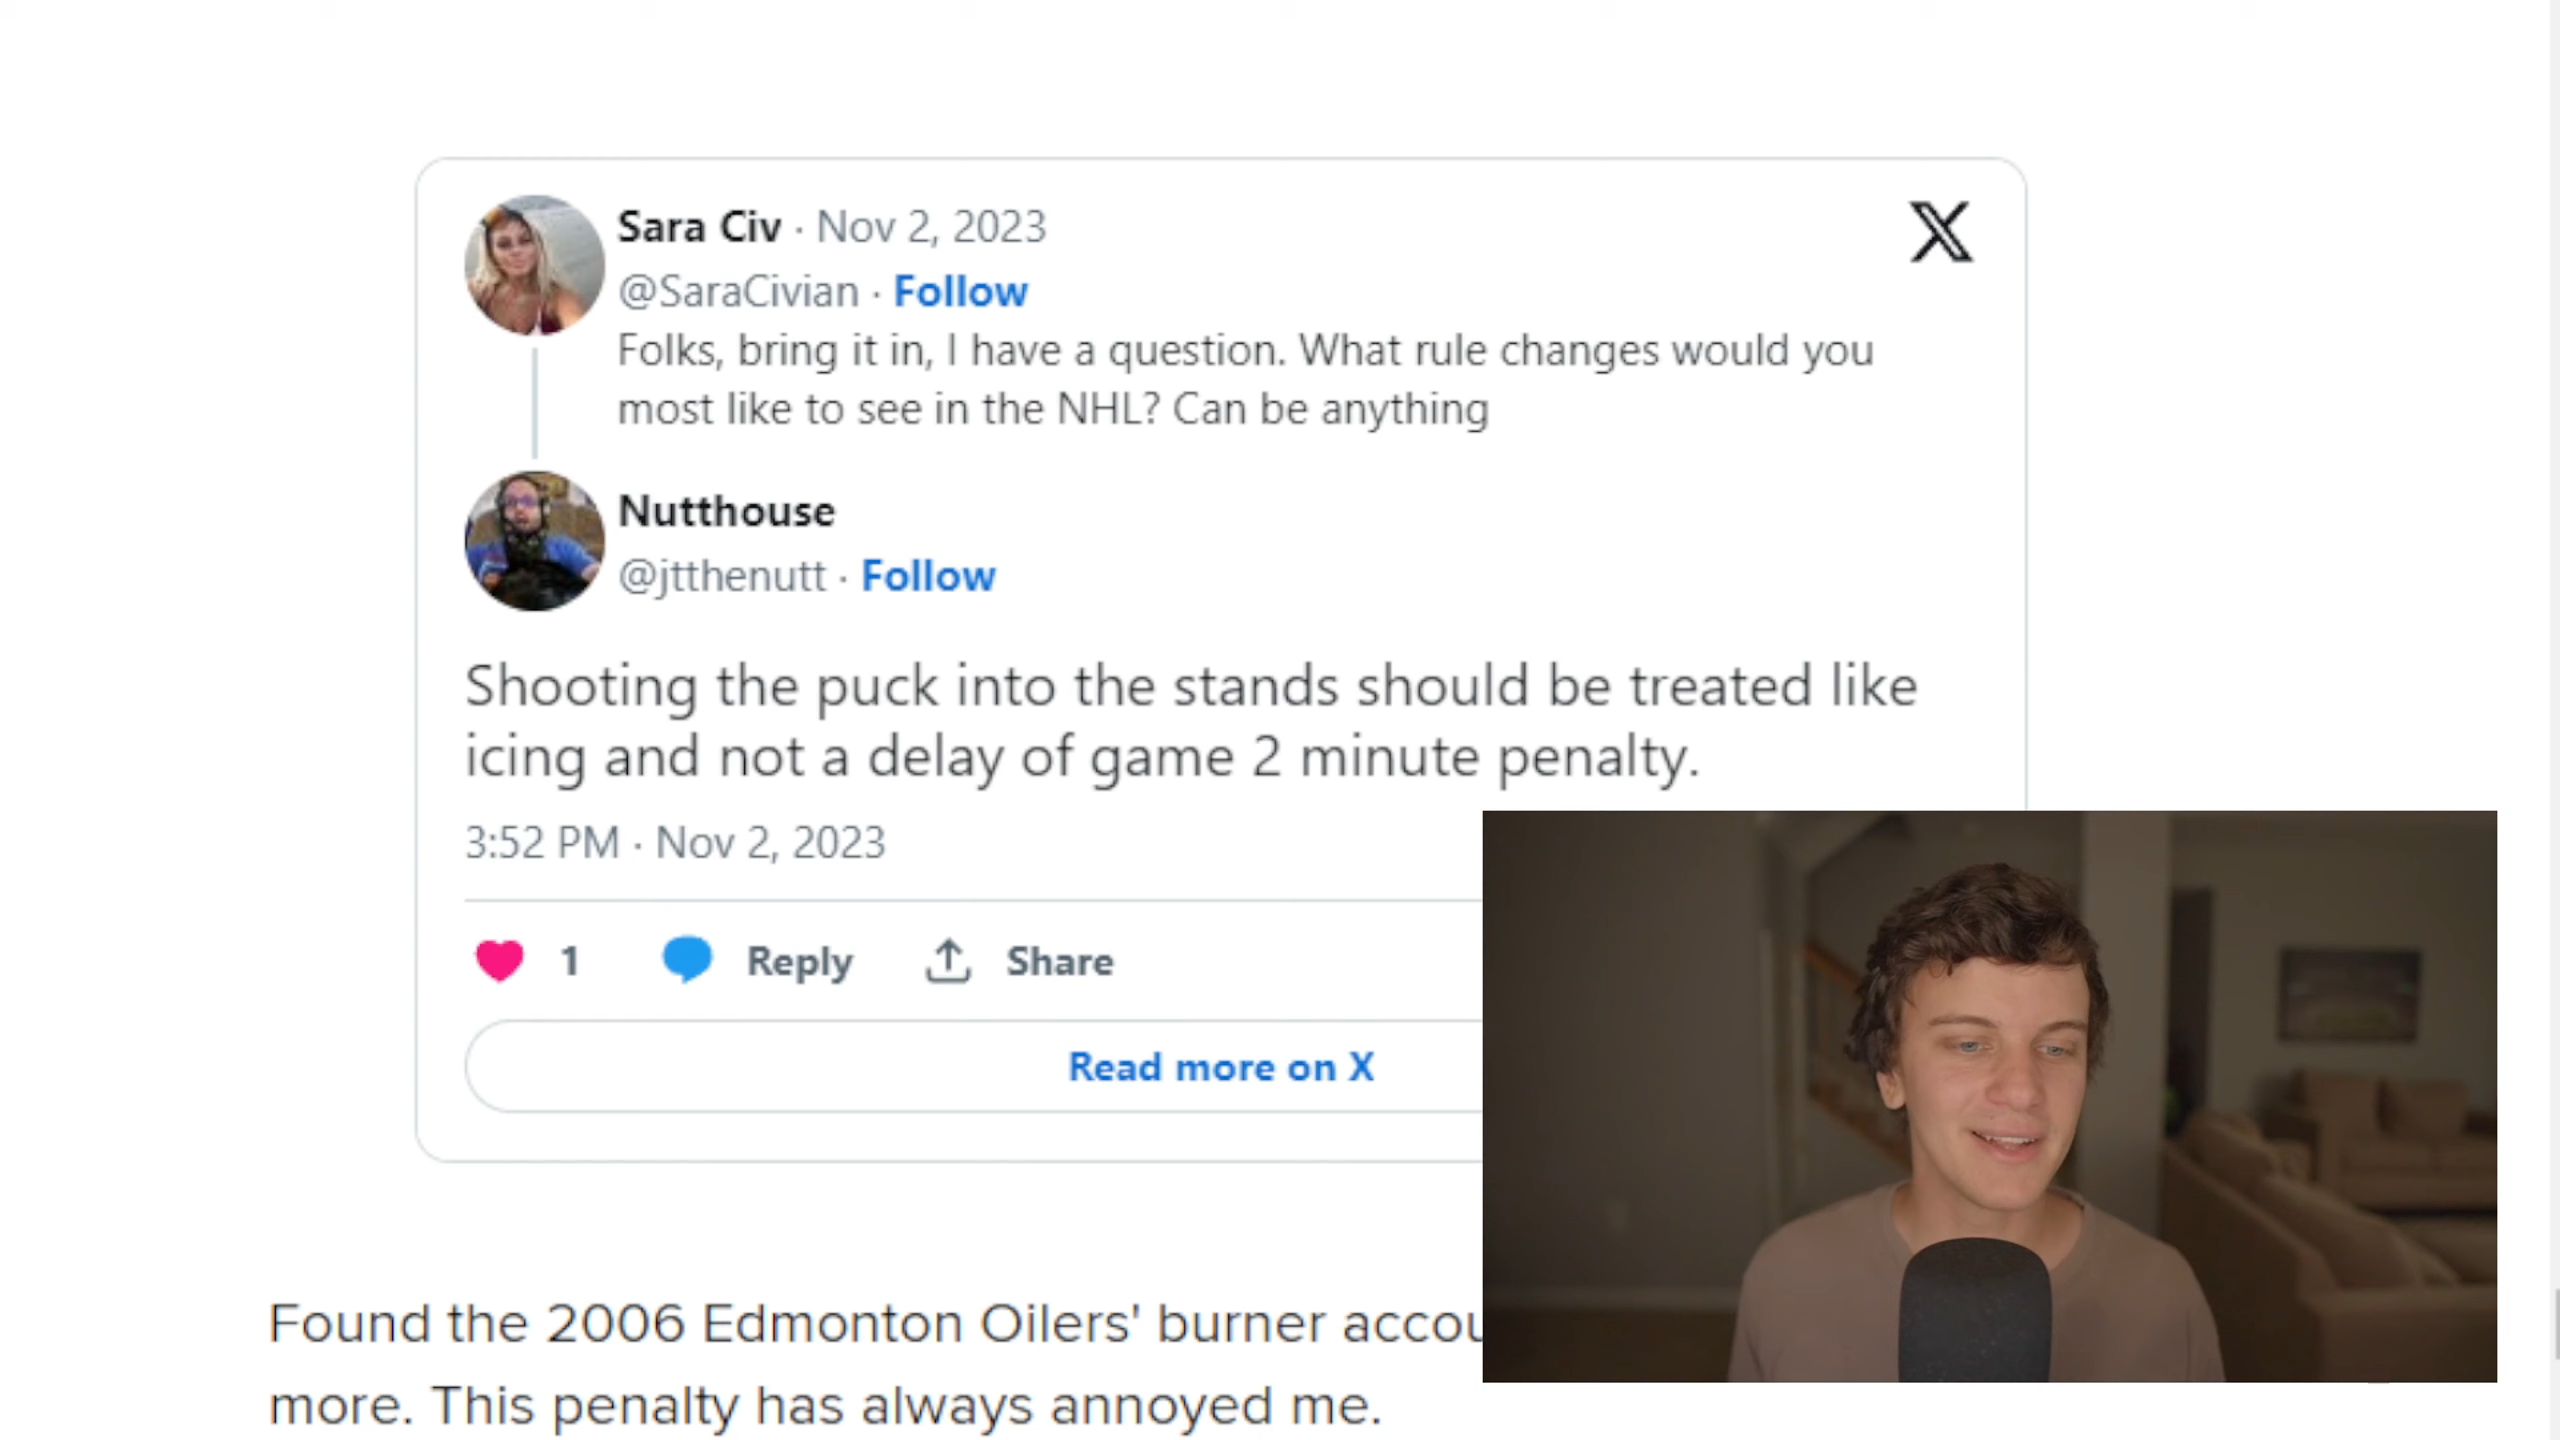 Sara Civ · Nov 2, 2023
@SaraCivian · Follow
Folks, bring it in, I have a question. What rule changes would you
most like to see in the NHL? Can be anything
Nutthouse
@jtthenutt · Follow
Shooting the puck into the stands should be treated like
icing and not a delay of game 2 minute penalty.
3:52 PM · Nov 2, 2023
1 Reply Share
Read more on X
Found the 2006 Edmonton Oilers' burner
more. This penalty has always annoyed me.